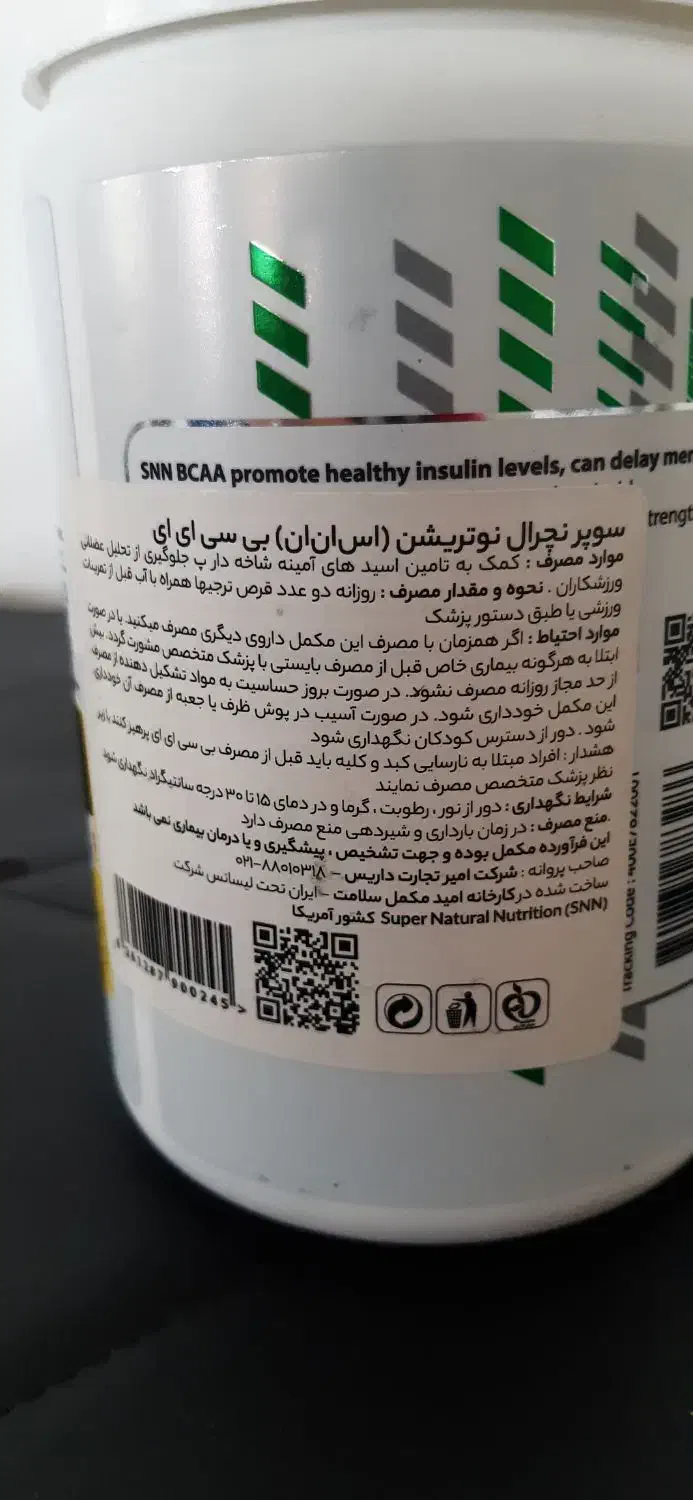 SNN BCAA promote healthy insulin levels, can delay
trengt
سوپر نچرال نوتریشن (اس‌ان‌ان) بی سی ای ای
موارد مصرف : کمک به تامین اسید های آمینه شاخه دار پ جلوگیری از تحلیل عضلانی
ورزشکاران . نحوه و مقدار مصرف : روزانه دو عدد قرص ترجیها همراه با آب قبل از تمرینات
ورزشی یا طبق دستور پزشک
موارد احتیاط : اگر همزمان با مصرف این مکمل داروی دیگری مصرف میکنید یا در صورت
ابتلا به هرگونه بیماری خاص قبل از مصرف بایستی با پزشک متخصص مشورت گردد. بیش
از حد مجاز روزانه مصرف نشود. در صورت بروز حساسیت به مواد تشکیل دهنده از مصرف
این مکمل خودداری شود. در صورت آسیب در پوش ظرف یا جعبه از مصرف آن خودداری
شود . دور از دسترس کودکان نگهداری شود
هشدار : افراد مبتلا به نارسایی کبد و کلیه باید قبل از مصرف بی سی ای ای پرهیز کنند یا زیر
نظر پزشک متخصص مصرف نمایند
شرایط نگهداری : دور از نور ، رطوبت ، گرما و در دمای ۱۵ تا ۳۰ درجه سانتیگراد نگهداری شود
.منع مصرف : در زمان بارداری و شیردهی منع مصرف دارد
این فرآورده مکمل بوده و جهت تشخیص ، پیشگیری و یا درمان بیماری نمی باشد
صاحب پروانه : شرکت امیر تجارت داریس – ۸۸۰۱۰۳۱۸-۰۲۱
ساخت شده در کارخانه امید مکمل سلامت – ایران تحت لیسانس شرکت
Super Natural Nutrition (SNN) کشور آمریکا
900245 >
Tracking Code :